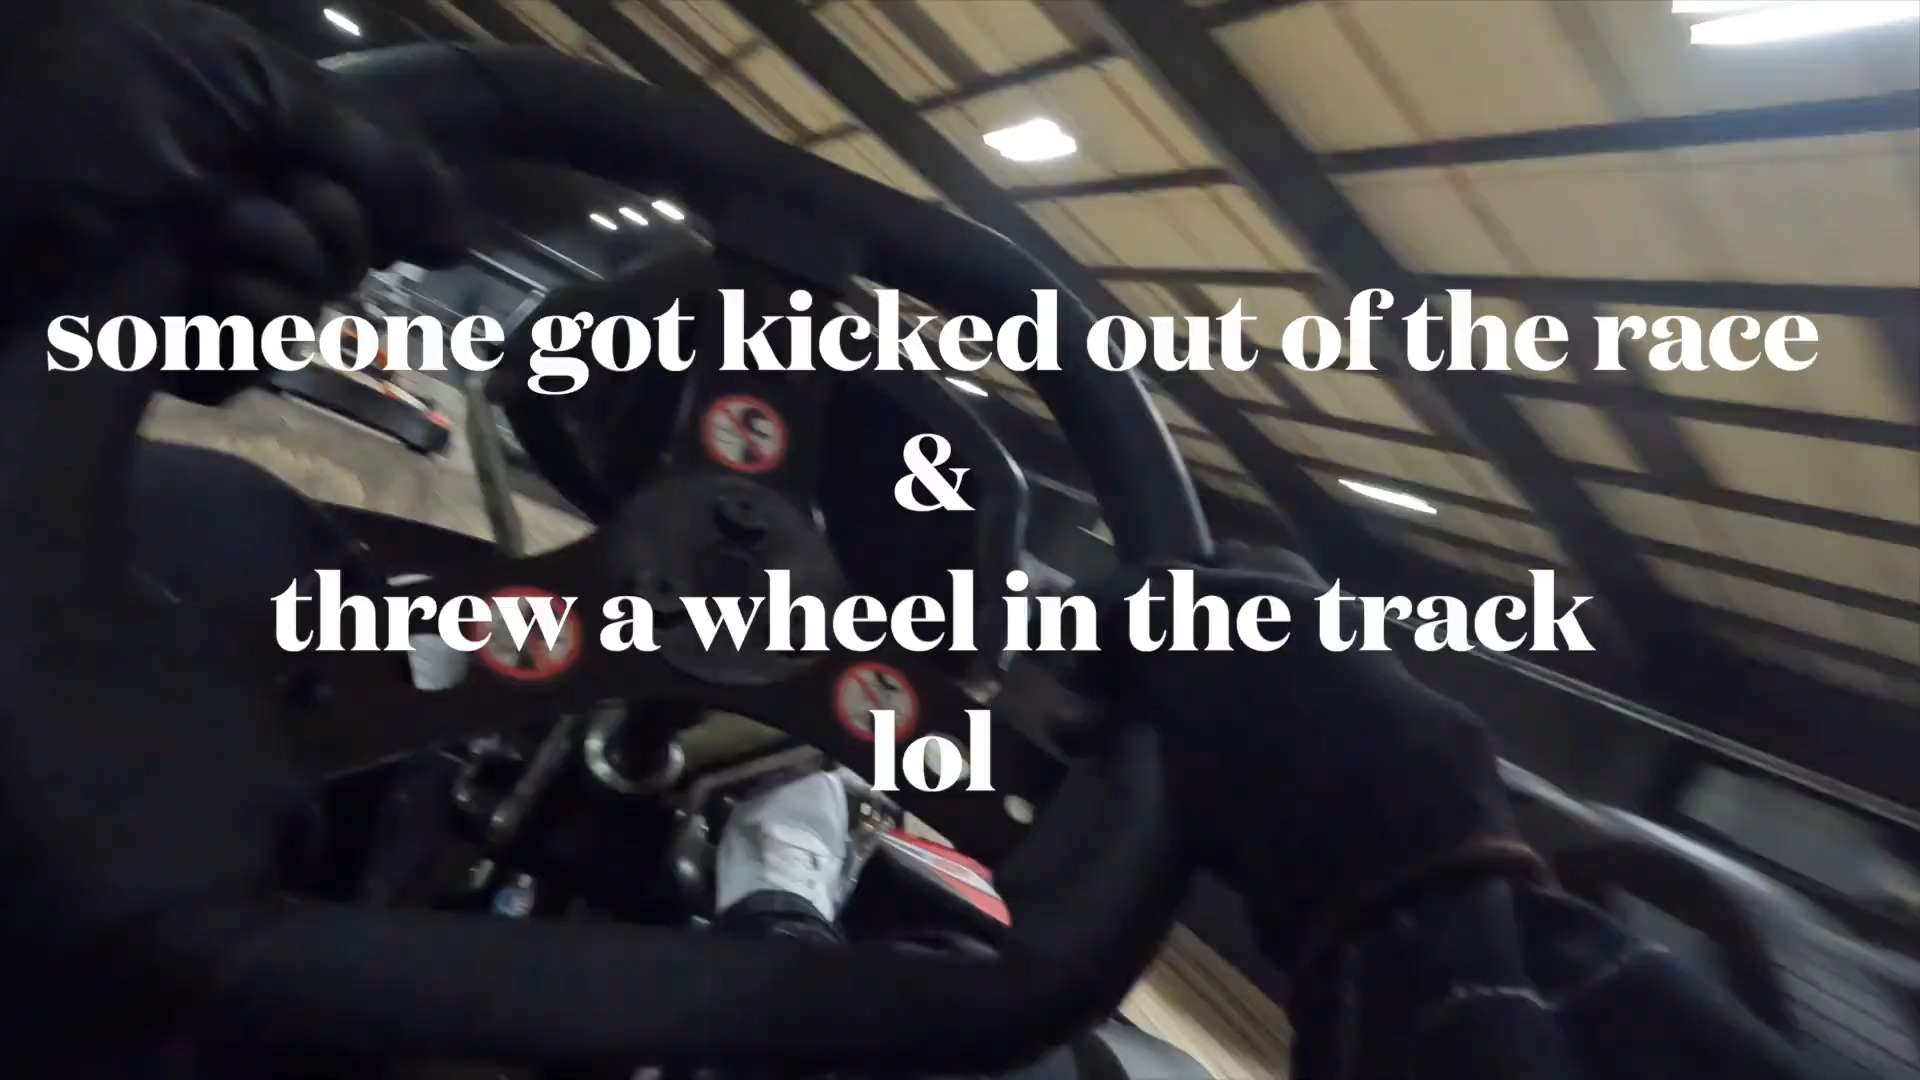 someone got kicked out of the race
&
threw a wheel in the track
lol